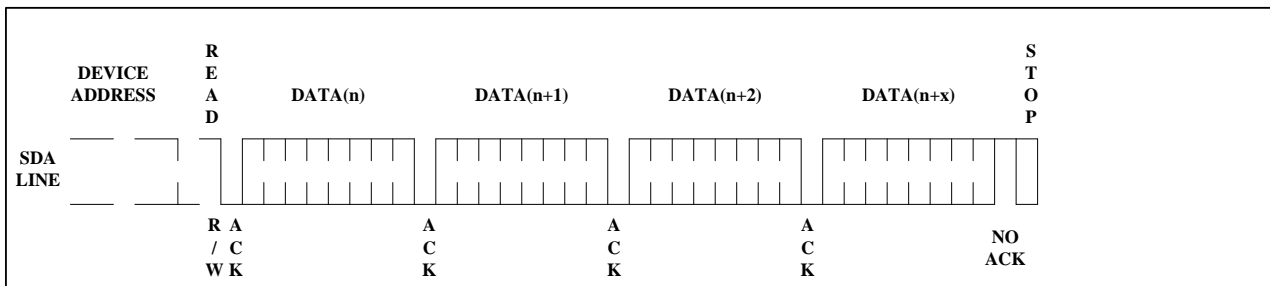 READ
STOP
DEVICE
ADDRESS
DATA(n)
DATA(n+1)
DATA(n+2)
DATA(n+x)
SDA
LINE
R/W
ACK
ACK
ACK
ACK
NO
ACK